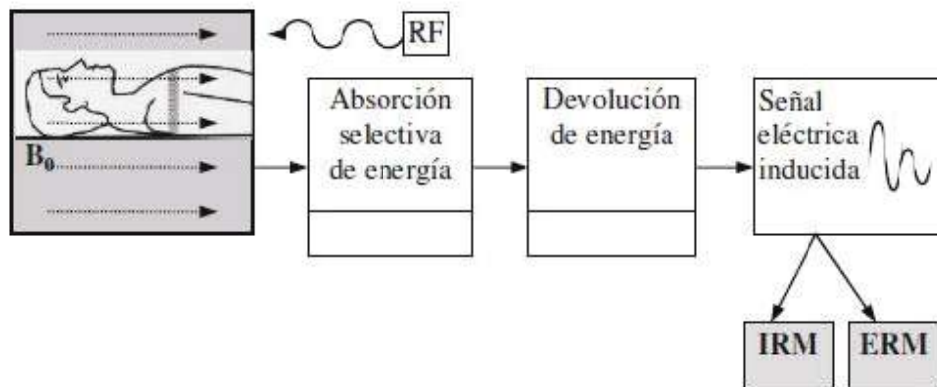 RF
B₀
Absorción
selectiva
de energía
Devolución
de energía
Señal
eléctrica
inducida
IRM
ERM